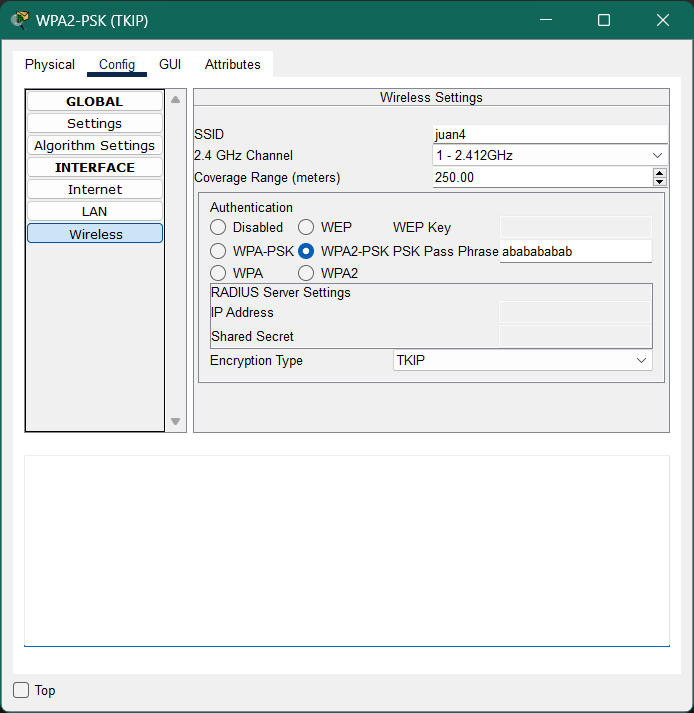 WPA2-PSK (TKIP)
Physical Config GUI Attributes
GLOBAL
Settings
Algorithm Settings
INTERFACE
Internet
LAN
Wireless
Wireless Settings
SSID juan4
2.4 GHz Channel 1 - 2.412GHz
Coverage Range (meters) 250.00
Authentication
Disabled WEP WEP Key
WPA-PSK WPA2-PSK PSK Pass Phrase ababababab
WPA WPA2
RADIUS Server Settings
IP Address
Shared Secret
Encryption Type TKIP
Top